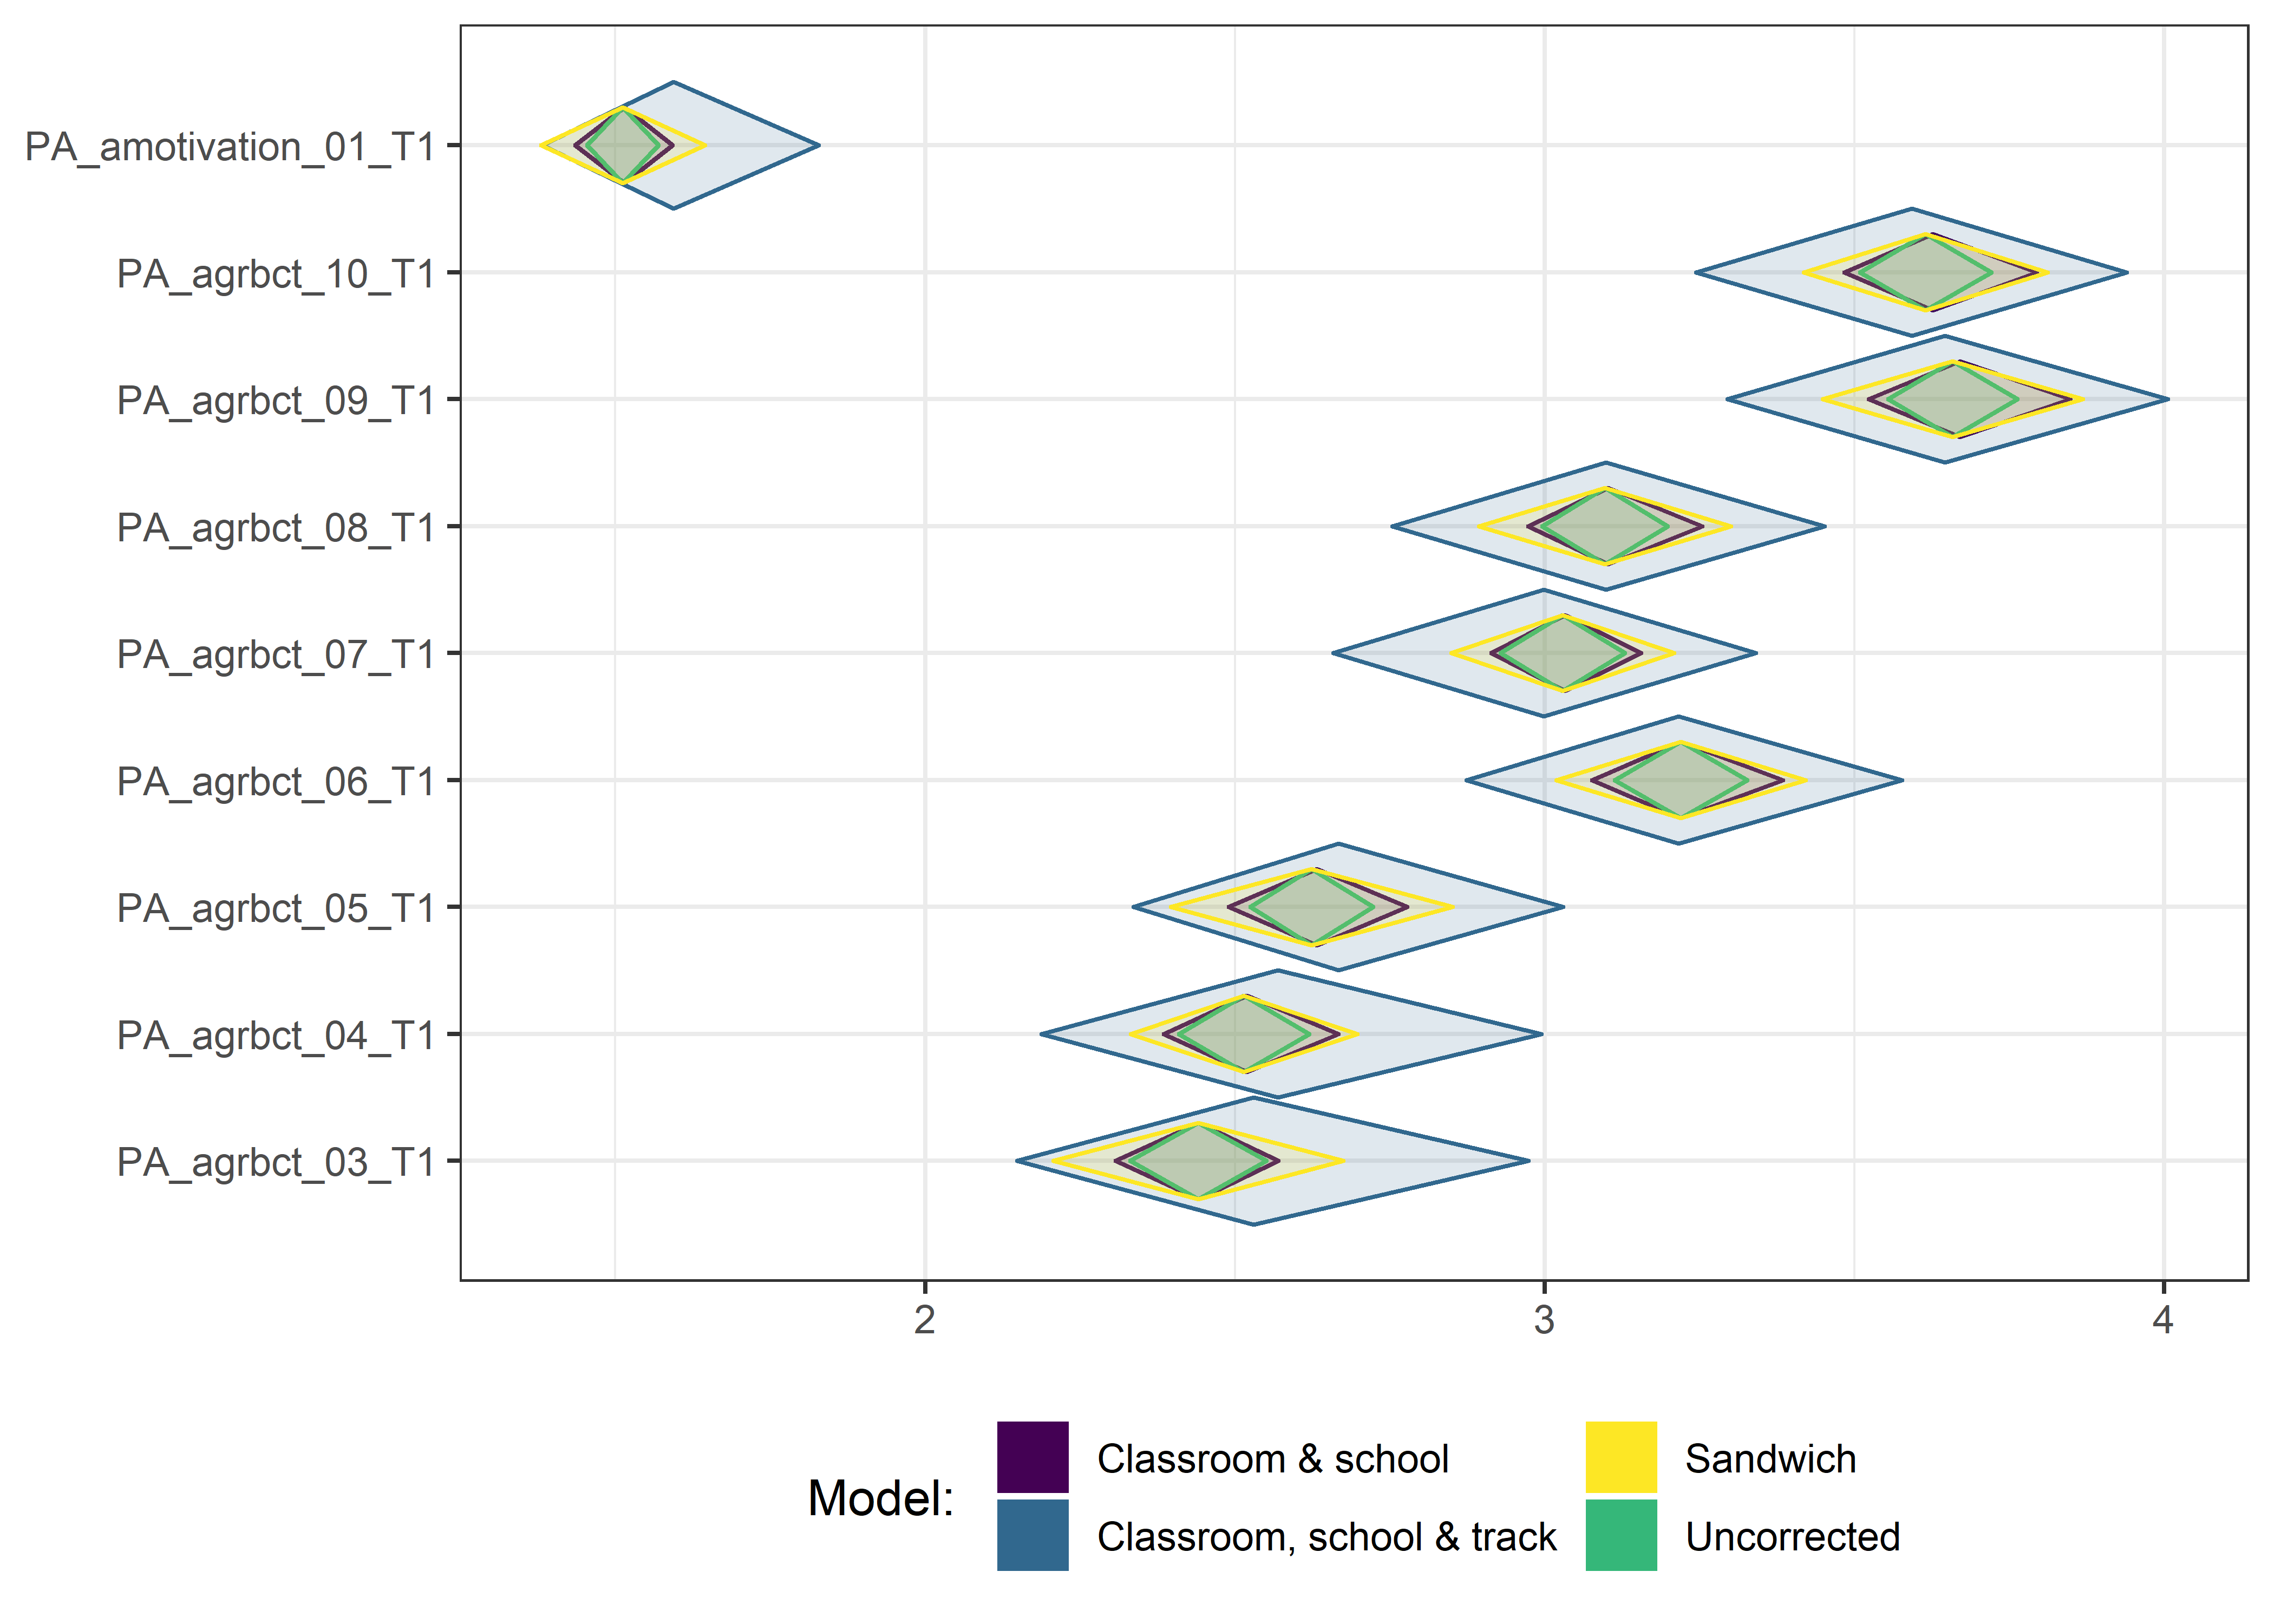 PA_amotivation_01_T1
PA_agrbct_10_T1
PA_agrbct_09_T1
PA_agrbct_08_T1
PA_agrbct_07_T1
PA_agrbct_06_T1
PA_agrbct_05_T1
PA_agrbct_04_T1
PA_agrbct_03_T1
2 3 4
Model:
Classroom & school
Classroom, school & track
Sandwich
Uncorrected